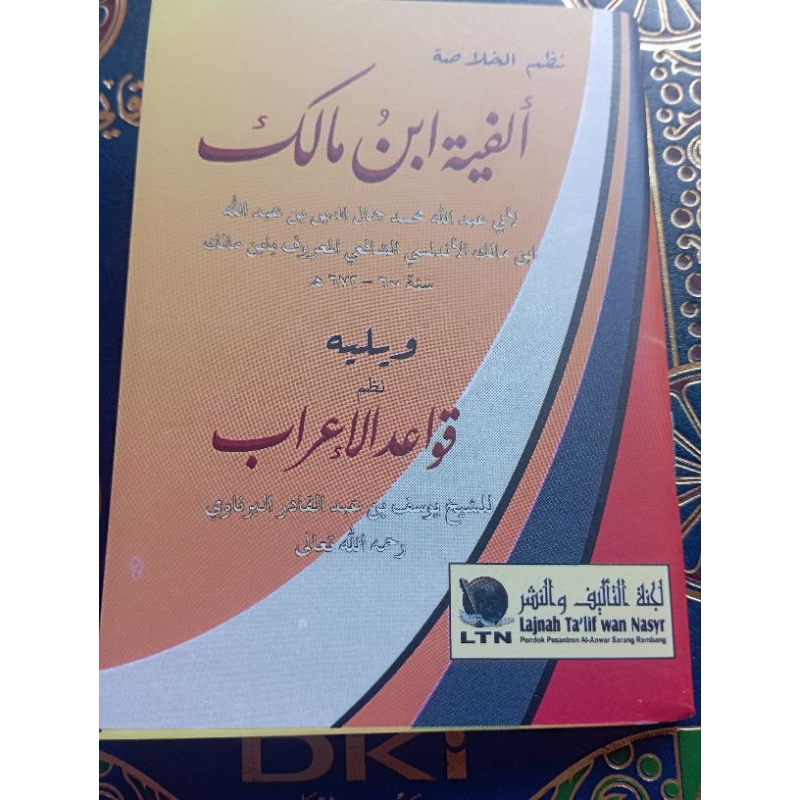 نظم الخلاصة
ألفية ابن مالك
لأبي عبد الله محمد جمال الدين بن عبد الله
ابن مالك الأندلسي الشافعي المعروف بابن مالك
سنة ٦٠٠ - ٦٧٢ هـ
ويليه
نظم
قواعد الإعراب
للشيخ يوسف بن عبد القادر البرناوي
رحمه الله تعالى
لجنة التأليف والنشر
Lajnah Ta'lif wan Nasyr
LTN
Pondok Pesantren Al-Anwar Sarang Rembang
DKi